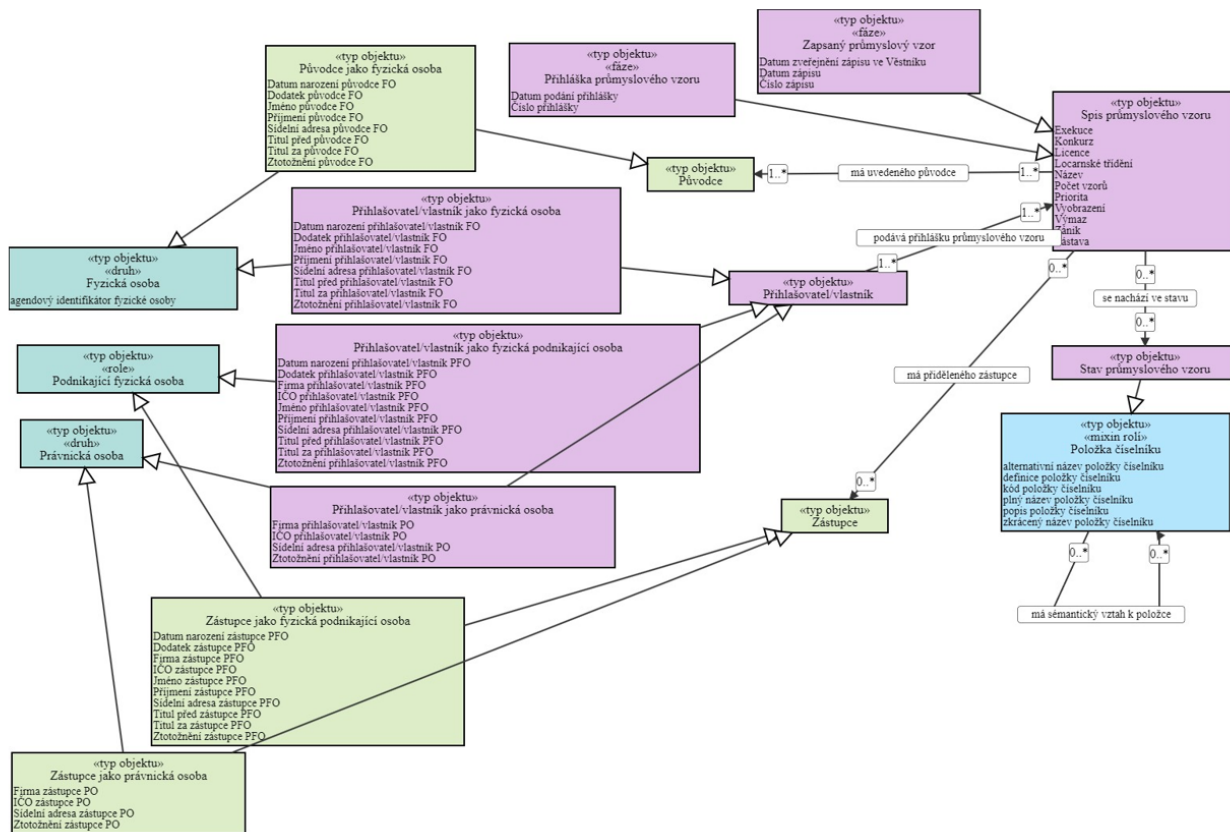 «typ objektu»
Původce jako fyzická osoba
Datum narození původce FO
Dodatek původce FO
Jméno původce FO
Příjmení původce FO
Sídelní adresa původce FO
Titul před původce FO
Titul za původce FO
Ztotožnění původce FO
«typ objektu»
«fáze»
Přihláška průmyslového vzoru
Datum podání přihlášky
Číslo přihlášky
«typ objektu»
«fáze»
Zapsaný průmyslový vzor
Datum zveřejnění zápisu ve Věstníku
Datum zápisu
Číslo zápisu
«typ objektu»
Spis průmyslového vzoru
Exekuce
Konkurz
Licence
Locarnské třídění
Název
Počet vzorů
Priorita
Vyobrazení
Výmaz
Zánik
«typ objektu»
Původce
1..*
má uvedeného původce
1..*
«typ objektu»
Přihlašovatel/vlastník jako fyzická osoba
Datum narození přihlašovatel/vlastník FO
Dodatek přihlašovatel/vlastník FO
Jméno přihlašovatel/vlastník FO
Příjmení přihlašovatel/vlastník FO
Sídelní adresa přihlašovatel/vlastník FO
Titul před přihlašovatel/vlastník FO
Titul za přihlašovatel/vlastník FO
Ztotožnění přihlašovatel/vlastník FO
1..*
podává přihlášku průmyslového vzoru
1..*
«typ objektu»
«druh»
Fyzická osoba
agendový identifikátor fyzické osoby
«typ objektu»
Přihlašovatel/vlastník
0..*
0..*
se nachází ve stavu
0..*
«typ objektu»
«role»
Podnikající fyzická osoba
«typ objektu»
Přihlašovatel/vlastník jako fyzická podnikající osoba
Datum narození přihlašovatel/vlastník PFO
Dodatek přihlašovatel/vlastník PFO
Firma přihlašovatel/vlastník PFO
IČO přihlašovatel/vlastník PFO
Jméno přihlašovatel/vlastník PFO
Příjmení přihlašovatel/vlastník PFO
Sídelní adresa přihlašovatel/vlastník PFO
Titul před přihlašovatel/vlastník PFO
Titul za přihlašovatel/vlastník PFO
Ztotožnění přihlašovatel/vlastník PFO
má přiděleného zástupce
«typ objektu»
Stav průmyslového vzoru
«typ objektu»
«druh»
Právnická osoba
«typ objektu»
«mixin rolí»
Položka číselníku
alternativní název položky číselníku
definice položky číselníku
kód položky číselníku
plný název položky číselníku
popis položky číselníku
zkrácený název položky číselníku
«typ objektu»
Přihlašovatel/vlastník jako právnická osoba
Firma přihlašovatel/vlastník PO
IČO přihlašovatel/vlastník PO
Sídelní adresa přihlašovatel/vlastník PO
Ztotožnění přihlašovatel/vlastník PO
0..*
«typ objektu»
Zástupce
0..*
0..*
má sémantický vztah k položce
«typ objektu»
Zástupce jako fyzická podnikající osoba
Datum narození zástupce PFO
Dodatek zástupce PFO
Firma zástupce PFO
IČO zástupce PFO
Jméno zástupce PFO
Příjmení zástupce PFO
Sídelní adresa zástupce PFO
Titul před zástupce PFO
Titul za zástupce PFO
Ztotožnění zástupce PFO
«typ objektu»
Zástupce jako právnická osoba
Firma zástupce PO
IČO zástupce PO
Sídelní adresa zástupce PO
Ztotožnění zástupce PO